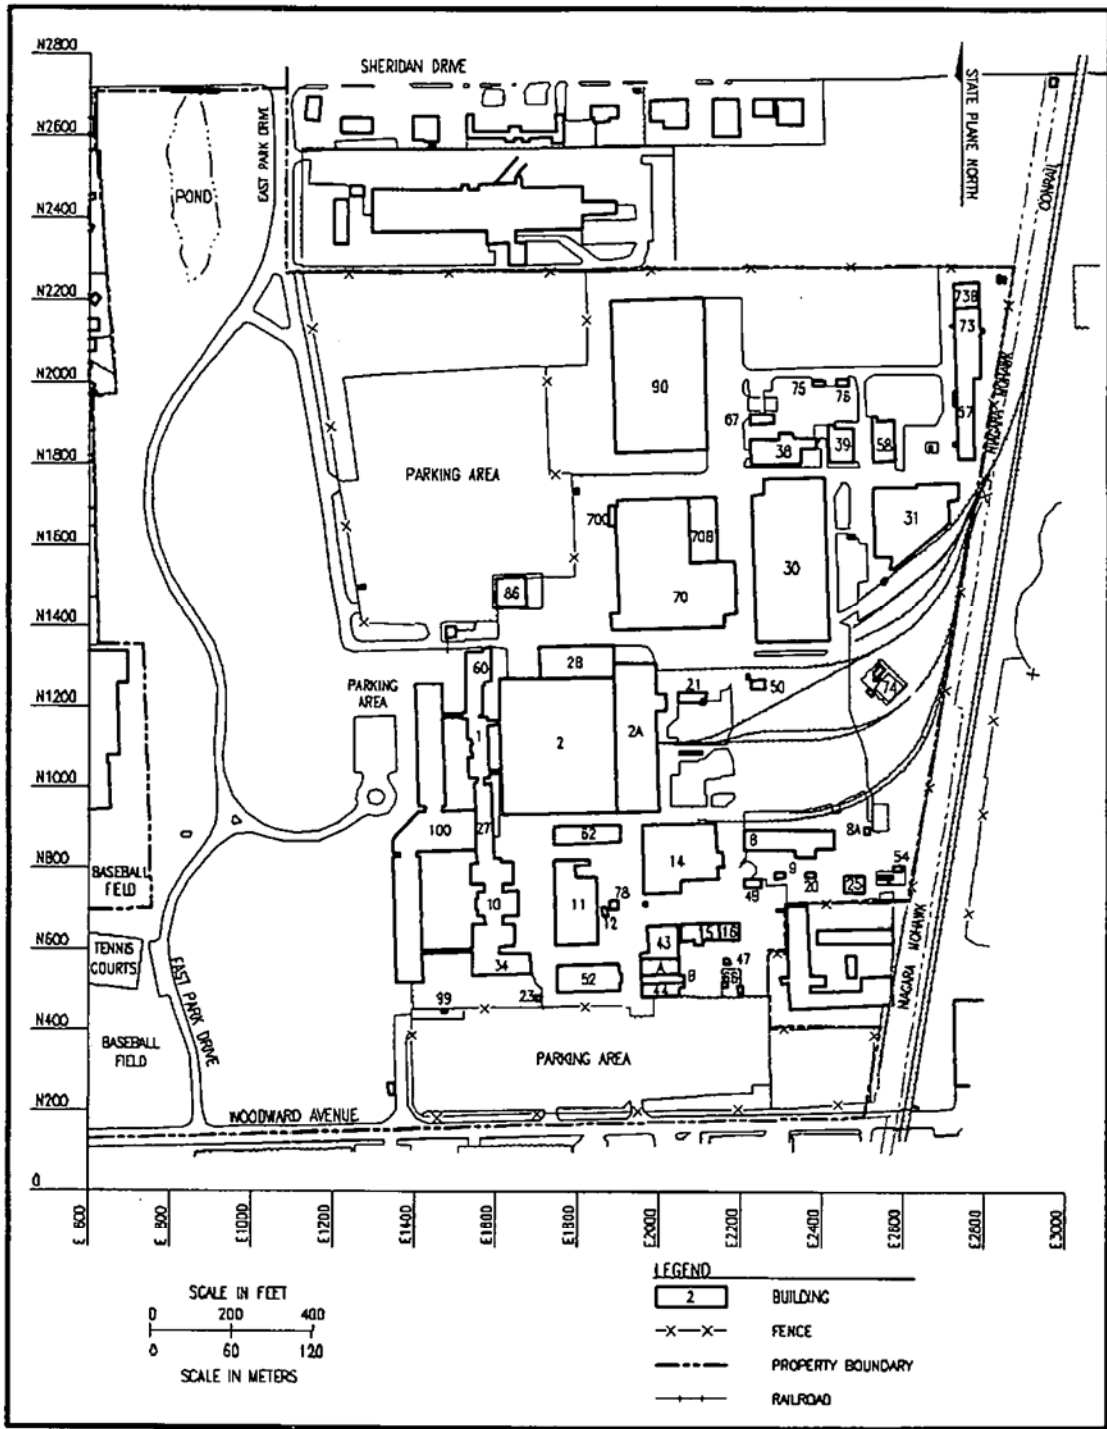 N2800
SHERIDAN DRIVE
STATE PLANE NORTH
N2600
EAST PARK DRIVE
CONRAIL
POND
N2400
N2200
73B
73
NIAGARA MOHAWK
N2000
90
75
76
67
57
38
39
58
N1800
PARKING AREA
70C
70B
31
N1600
30
86
70
N1400
60
2B
PARKING
AREA
21
50
74
N1200
1
2
2A
N1000
100
27
62
14
8
8A
N800
BASEBALL
FIELD
9
20
25
54
49
10
11
78
12
N600
TENNIS
COURTS
43
15
16
34
A
47
52
B
44
99
23
EAST PARK DRIVE
NIAGARA MOHAWK
N400
BASEBALL
FIELD
PARKING AREA
N200
WOODWARD AVENUE
0
E 600
E 800
E1000
E1200
E1400
E1600
E1800
E2000
E2200
E2400
E2600
E2800
E3000
LEGEND
SCALE IN FEET
0 200 400
0 60 120
SCALE IN METERS
2 BUILDING
FENCE
PROPERTY BOUNDARY
RAILROAD